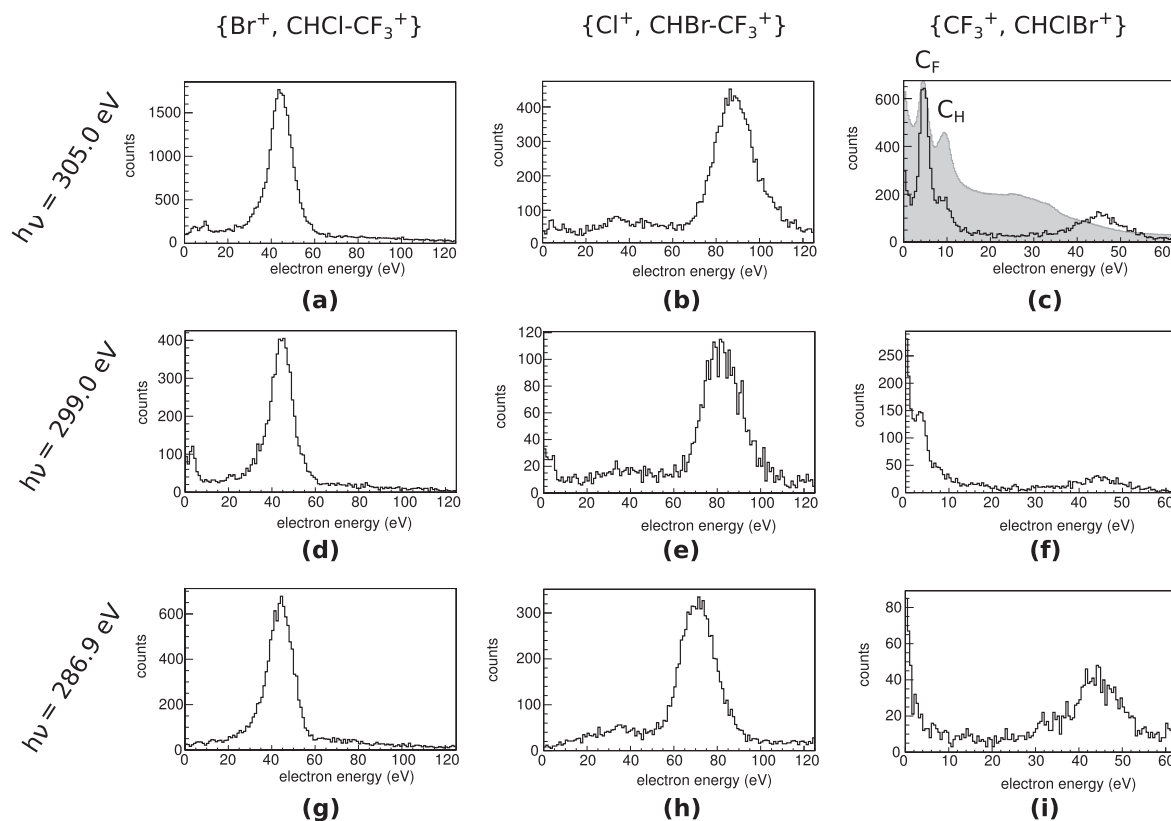 {Br⁺, CHCl-CF₃⁺} {Cl⁺, CHBr-CF₃⁺} {CF₃⁺, CHClBr⁺}
hν = 305.0 eV
counts
1500
1000
500
0
0 20 40 60 80 100 120
electron energy (eV)
(a)
counts
400
300
200
100
0
0 20 40 60 80 100 120
electron energy (eV)
(b)
C_F
C_H
counts
600
400
200
0
0 10 20 30 40 50 60
electron energy (eV)
(c)
hν = 299.0 eV
counts
400
300
200
100
0
0 20 40 60 80 100 120
electron energy (eV)
(d)
counts
120
100
80
60
40
20
0
0 20 40 60 80 100 120
electron energy (eV)
(e)
counts
250
200
150
100
50
0
0 10 20 30 40 50 60
electron energy (eV)
(f)
hν = 286.9 eV
counts
600
400
200
0
0 20 40 60 80 100 120
electron energy (eV)
(g)
counts
300
200
100
0
0 20 40 60 80 100 120
electron energy (eV)
(h)
counts
80
60
40
20
0
0 10 20 30 40 50 60
electron energy (eV)
(i)